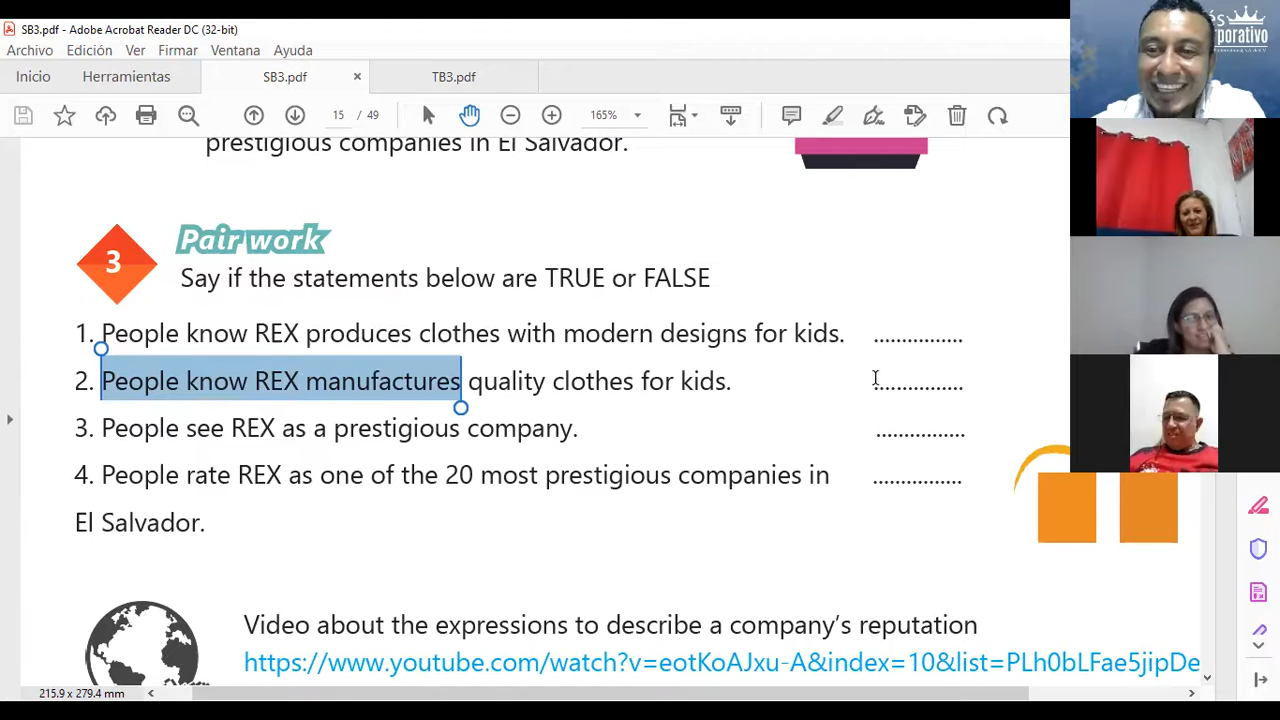 SB3.pdf - Adobe Acrobat Reader DC (32-bit)
Archivo Edición Ver Firmar Ventana Ayuda
Inicio Herramientas SB3.pdf × TB3.pdf
15 / 49 165%
prestigious companies in El Salvador.
3 Pair work
Say if the statements below are TRUE or FALSE
1. People know REX produces clothes with modern designs for kids. ................
2. People know REX manufactures quality clothes for kids. ................
3. People see REX as a prestigious company. ................
4. People rate REX as one of the 20 most prestigious companies in ................
El Salvador.
Video about the expressions to describe a company's reputation
https://www.youtube.com/watch?v=eotKoAJxu-A&index=10&list=PLh0bLFae5jipDe
215.9 x 279.4 mm